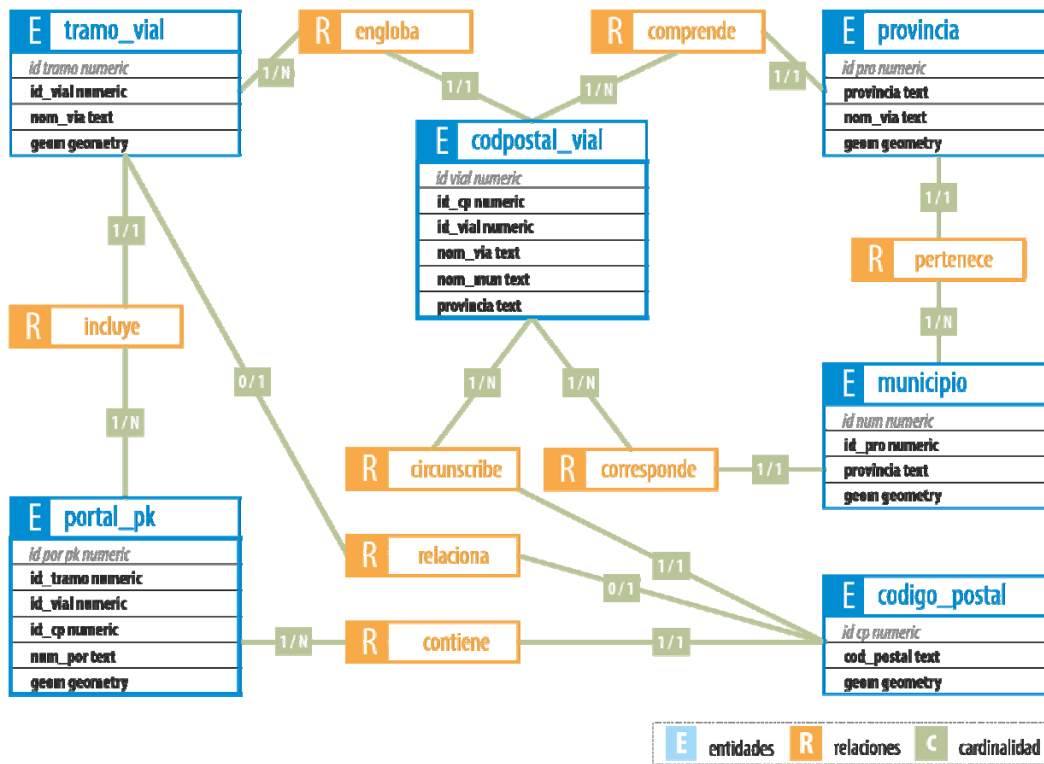 E tramo_vial
id tramo numeric
id_vial numeric
nom_via text
geom geometry
R engloba
R comprende
E provincia
id pro numeric
provincia text
nom_via text
geom geometry
1/N
1/1
1/N
1/1
E codpostal_vial
id vial numeric
id_cp numeric
id_vial numeric
nom_via text
nom_mun text
provincia text
1/1
1/1
R pertenece
R incluye
1/N
0/1
1/N
1/N
1/N
E municipio
id num numeric
id_pro numeric
provincia text
geom geometry
R circunscribe
R corresponde
1/1
E portal_pk
id por pk numeric
id_tramo numeric
id_vial numeric
id_cp numeric
num_por text
geom geometry
R relaciona
1/1
0/1
E codigo_postal
id cp numeric
cod_postal text
geom geometry
1/N
R contiene
1/1
E entidades R relaciones C cardinalidad